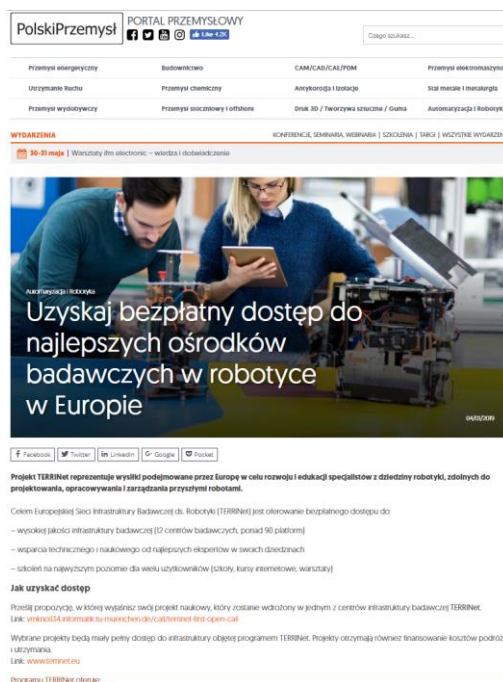 PolskiPrzemysł
PORTAL PRZEMYSŁOWY
Like 4.2K
Czego szukasz...
Przemysł energetyczny Budownictwo CAM/CAD/CAE/PDM Przemysł elektromaszyno
Utrzymanie Ruchu Przemysł chemiczny Antykorozja i Izolacje Stal metale i metalurgia
Przemysł wydobywczy Przemysł stoczniowy i offshore Druk 3D / Tworzywa sztuczne / Guma Automatyzacja i Robotyk
WYDARZENIA KONFERENCJE, SEMINARIA, WEBINARIA | SZKOLENIA | TARGI | WSZYSTKIE WYDARZEN
30-31 maja | Warsztaty ifm electronic – wiedza i doświadczenie
Automatyzacja i Robotyka
Uzyskaj bezpłatny dostęp do
najlepszych ośrodków
badawczych w robotyce
w Europie
04/03/2019
Facebook Twitter LinkedIn Google Pocket
Projekt TERRINet reprezentuje wysiłki podejmowane przez Europę w celu rozwoju i edukacji specjalistów z dziedziny robotyki, zdolnych do
projektowania, opracowywania i zarządzania przyszłymi robotami.
Celem Europejskiej Sieci Infrastruktury Badawczej ds. Robotyki (TERRINet) jest oferowanie bezpłatnego dostępu do:
– wysokiej jakości infrastruktury badawczej (12 centrów badawczych, ponad 90 platform)
– wsparcia technicznego i naukowego od najlepszych ekspertów w swoich dziedzinach
– szkoleń na najwyższym poziomie dla wielu użytkowników (szkoły, kursy internetowe, warsztaty)
Jak uzyskać dostęp
Prześlij propozycję, w której wyjaśnisz swój projekt naukowy, który zostanie wdrożony w jednym z centrów infrastruktury badawczej TERRINet.
Link: vmknoll34.informatik.tu-muenchen.de/call/terrinet-first-open-call
Wybrane projekty będą miały pełny dostęp do infrastruktury objętej programem TERRINet. Projekty otrzymają również finansowanie kosztów podróż
i utrzymania.
Link: www.terrinet.eu
Programu TERRINet oferuje: